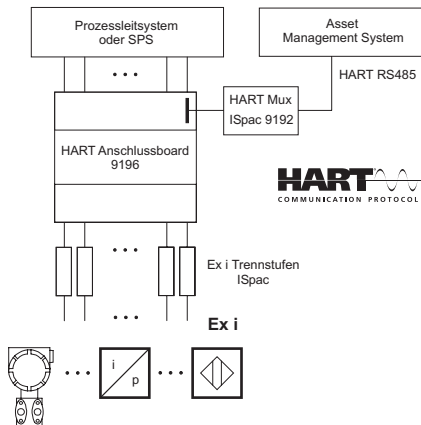 Prozessleitsystem
oder SPS
Asset
Management System
HART RS485
HART Mux
ISpac 9192
HART Anschlussboard
9196
HART
COMMUNICATION PROTOCOL
Ex i Trennstufen
ISpac
Ex i
i
p